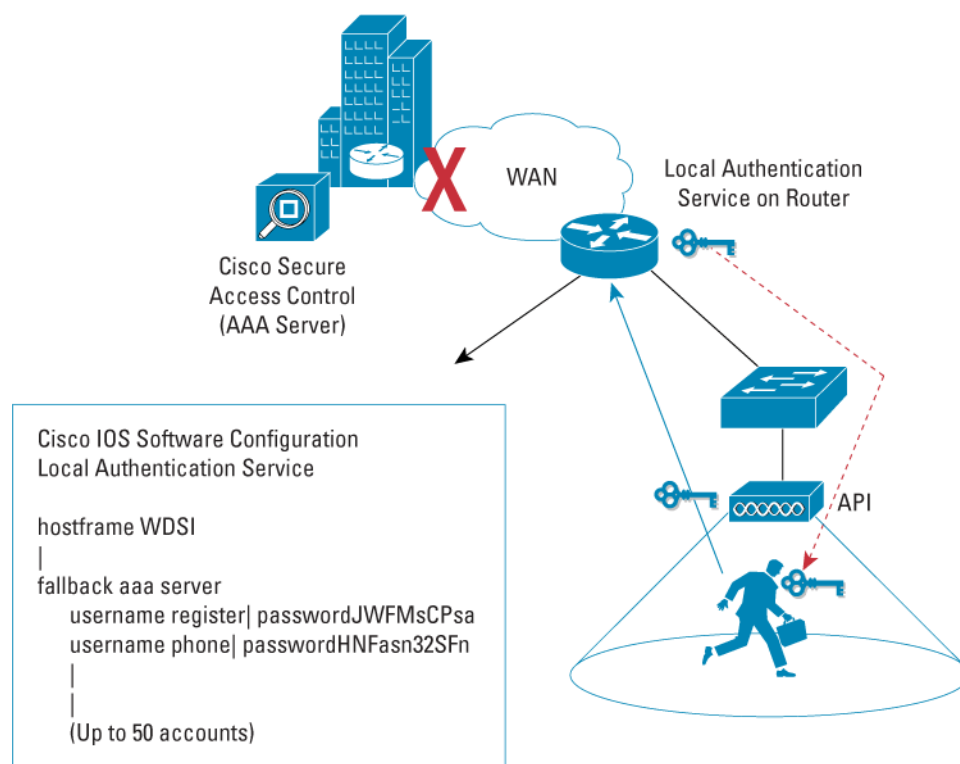 WAN
Local Authentication
Service on Router
Cisco Secure
Access Control
(AAA Server)
API
Cisco IOS Software Configuration
Local Authentication Service
hostframe WDSI
|
fallback aaa server
username register| passwordJWFMsCPsa
username phone| passwordHNFasn32SFn
|
|
(Up to 50 accounts)